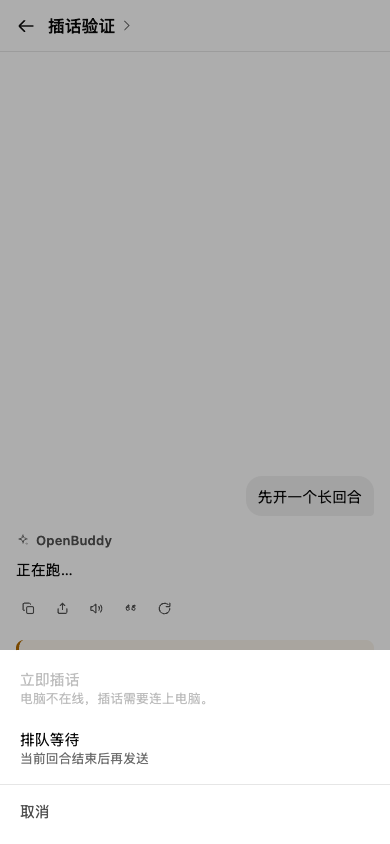 插话验证
先开一个长回合
OpenBuddy
正在跑...
立即插话
电脑不在线，插话需要连上电脑。
排队等待
当前回合结束后再发送
取消